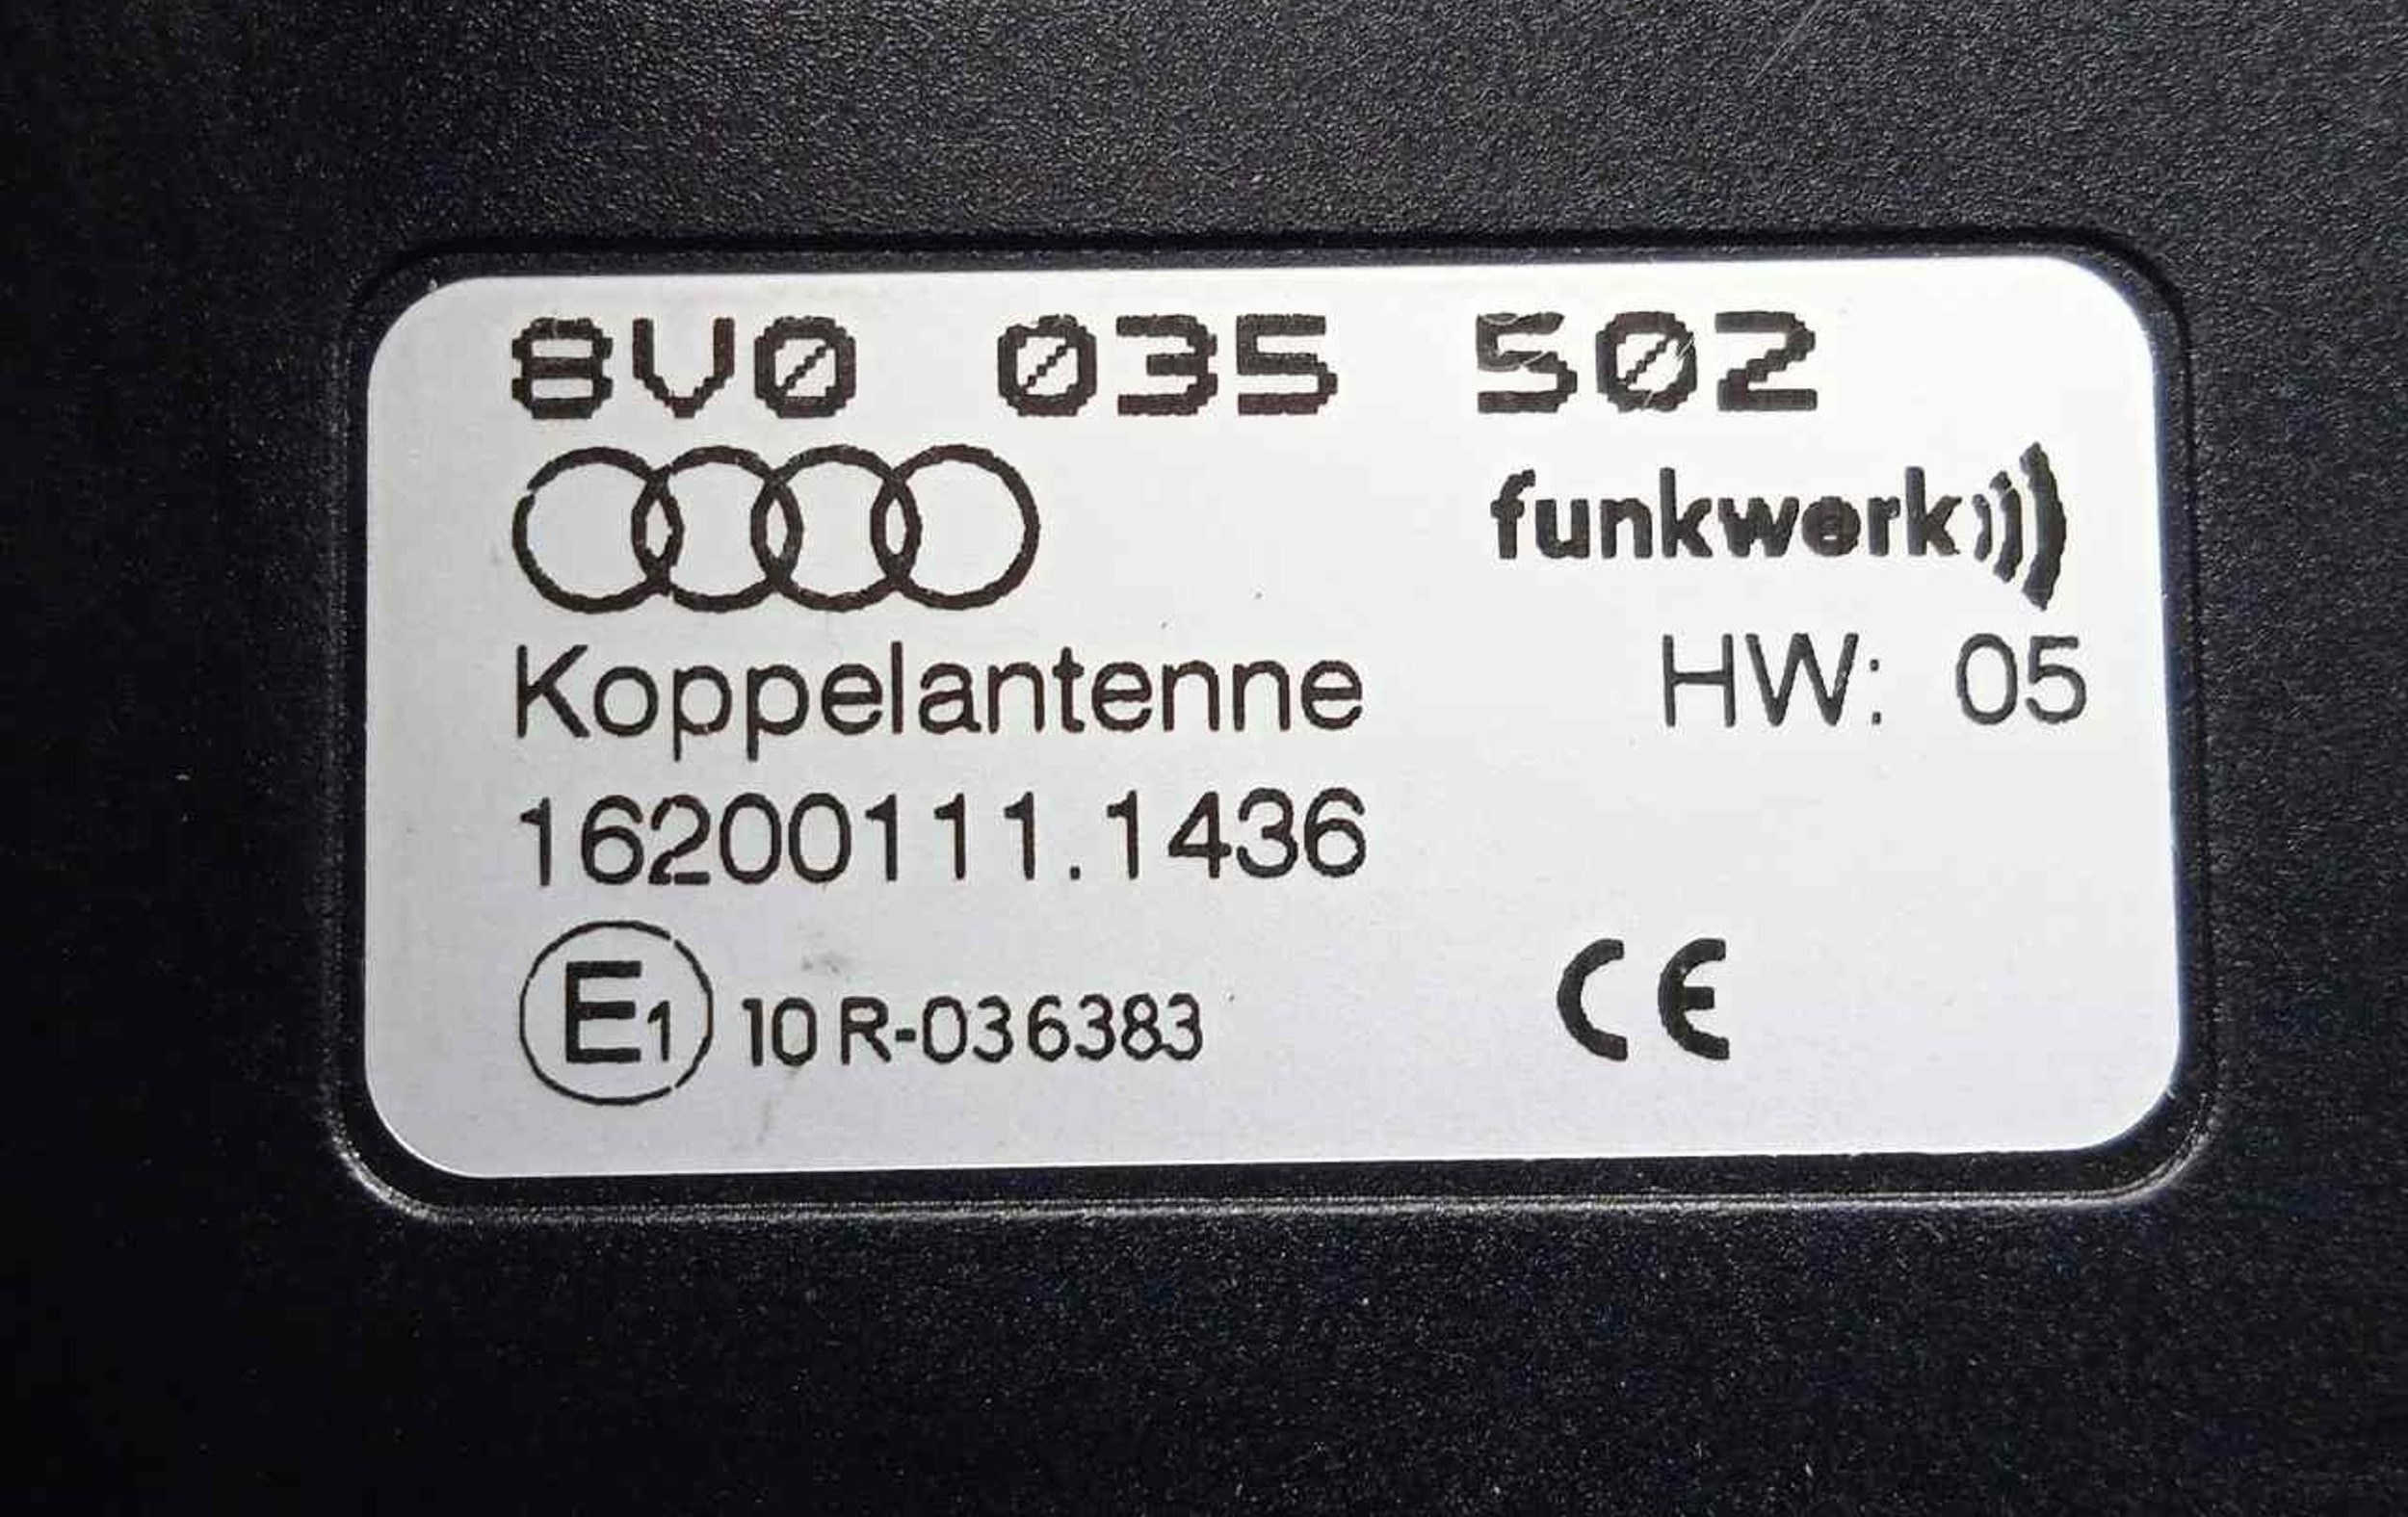 8V0 035 502
funkwerk
Koppelantenne HW: 05
16200111.1436
E1 10 R-036383 CE